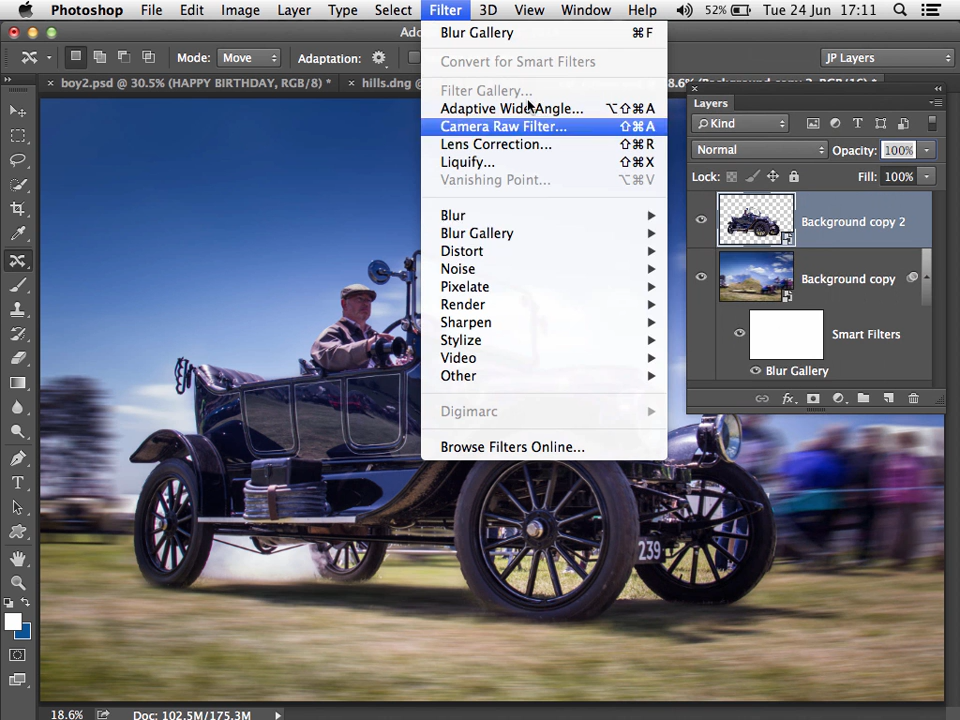 Photoshop File Edit Image Layer Type Select Filter 3D View Window Help 52% Tue 24 Jun 17:11
Mode: Move Adaptation: JP Layers
boy2.psd @ 30.5% (HAPPY BIRTHDAY, RGB/8) * hills.dng @
Blur Gallery ⌘F
Convert for Smart Filters
Filter Gallery...
Adaptive Wide Angle... ⌥⇧⌘A
Camera Raw Filter... ⇧⌘A
Lens Correction... ⇧⌘R
Liquify... ⇧⌘X
Vanishing Point... ⌥⌘V
Blur
Blur Gallery
Distort
Noise
Pixelate
Render
Sharpen
Stylize
Video
Other
Digimarc
Browse Filters Online...
Layers
Kind
Normal Opacity: 100%
Lock: Fill: 100%
Background copy 2
Background copy
Smart Filters
Blur Gallery
239
18.6% Doc: 102.5M/175.3M